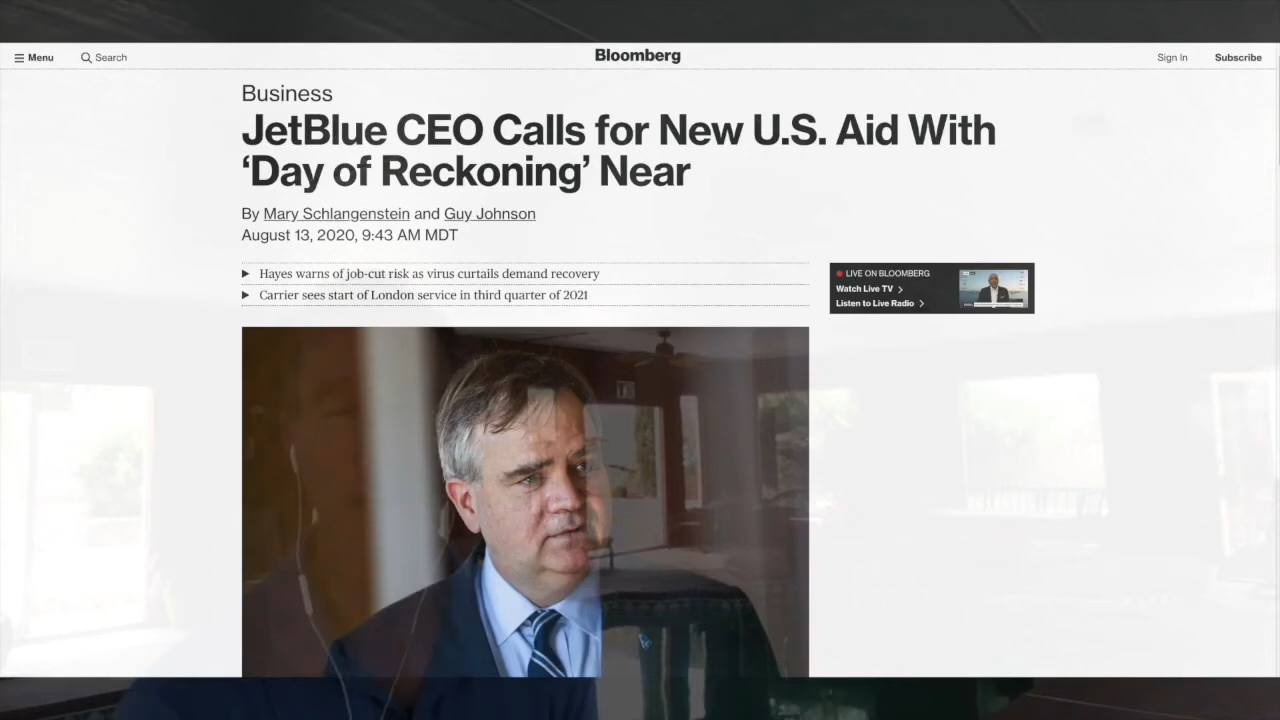 Menu
Search
Bloomberg
Sign In
Subscribe
Business
JetBlue CEO Calls for New U.S. Aid With
‘Day of Reckoning’ Near
By Mary Schlangenstein and Guy Johnson
August 13, 2020, 9:43 AM MDT
Hayes warns of job-cut risk as virus curtails demand recovery
Carrier sees start of London service in third quarter of 2021
LIVE ON BLOOMBERG
Watch Live TV
Listen to Live Radio